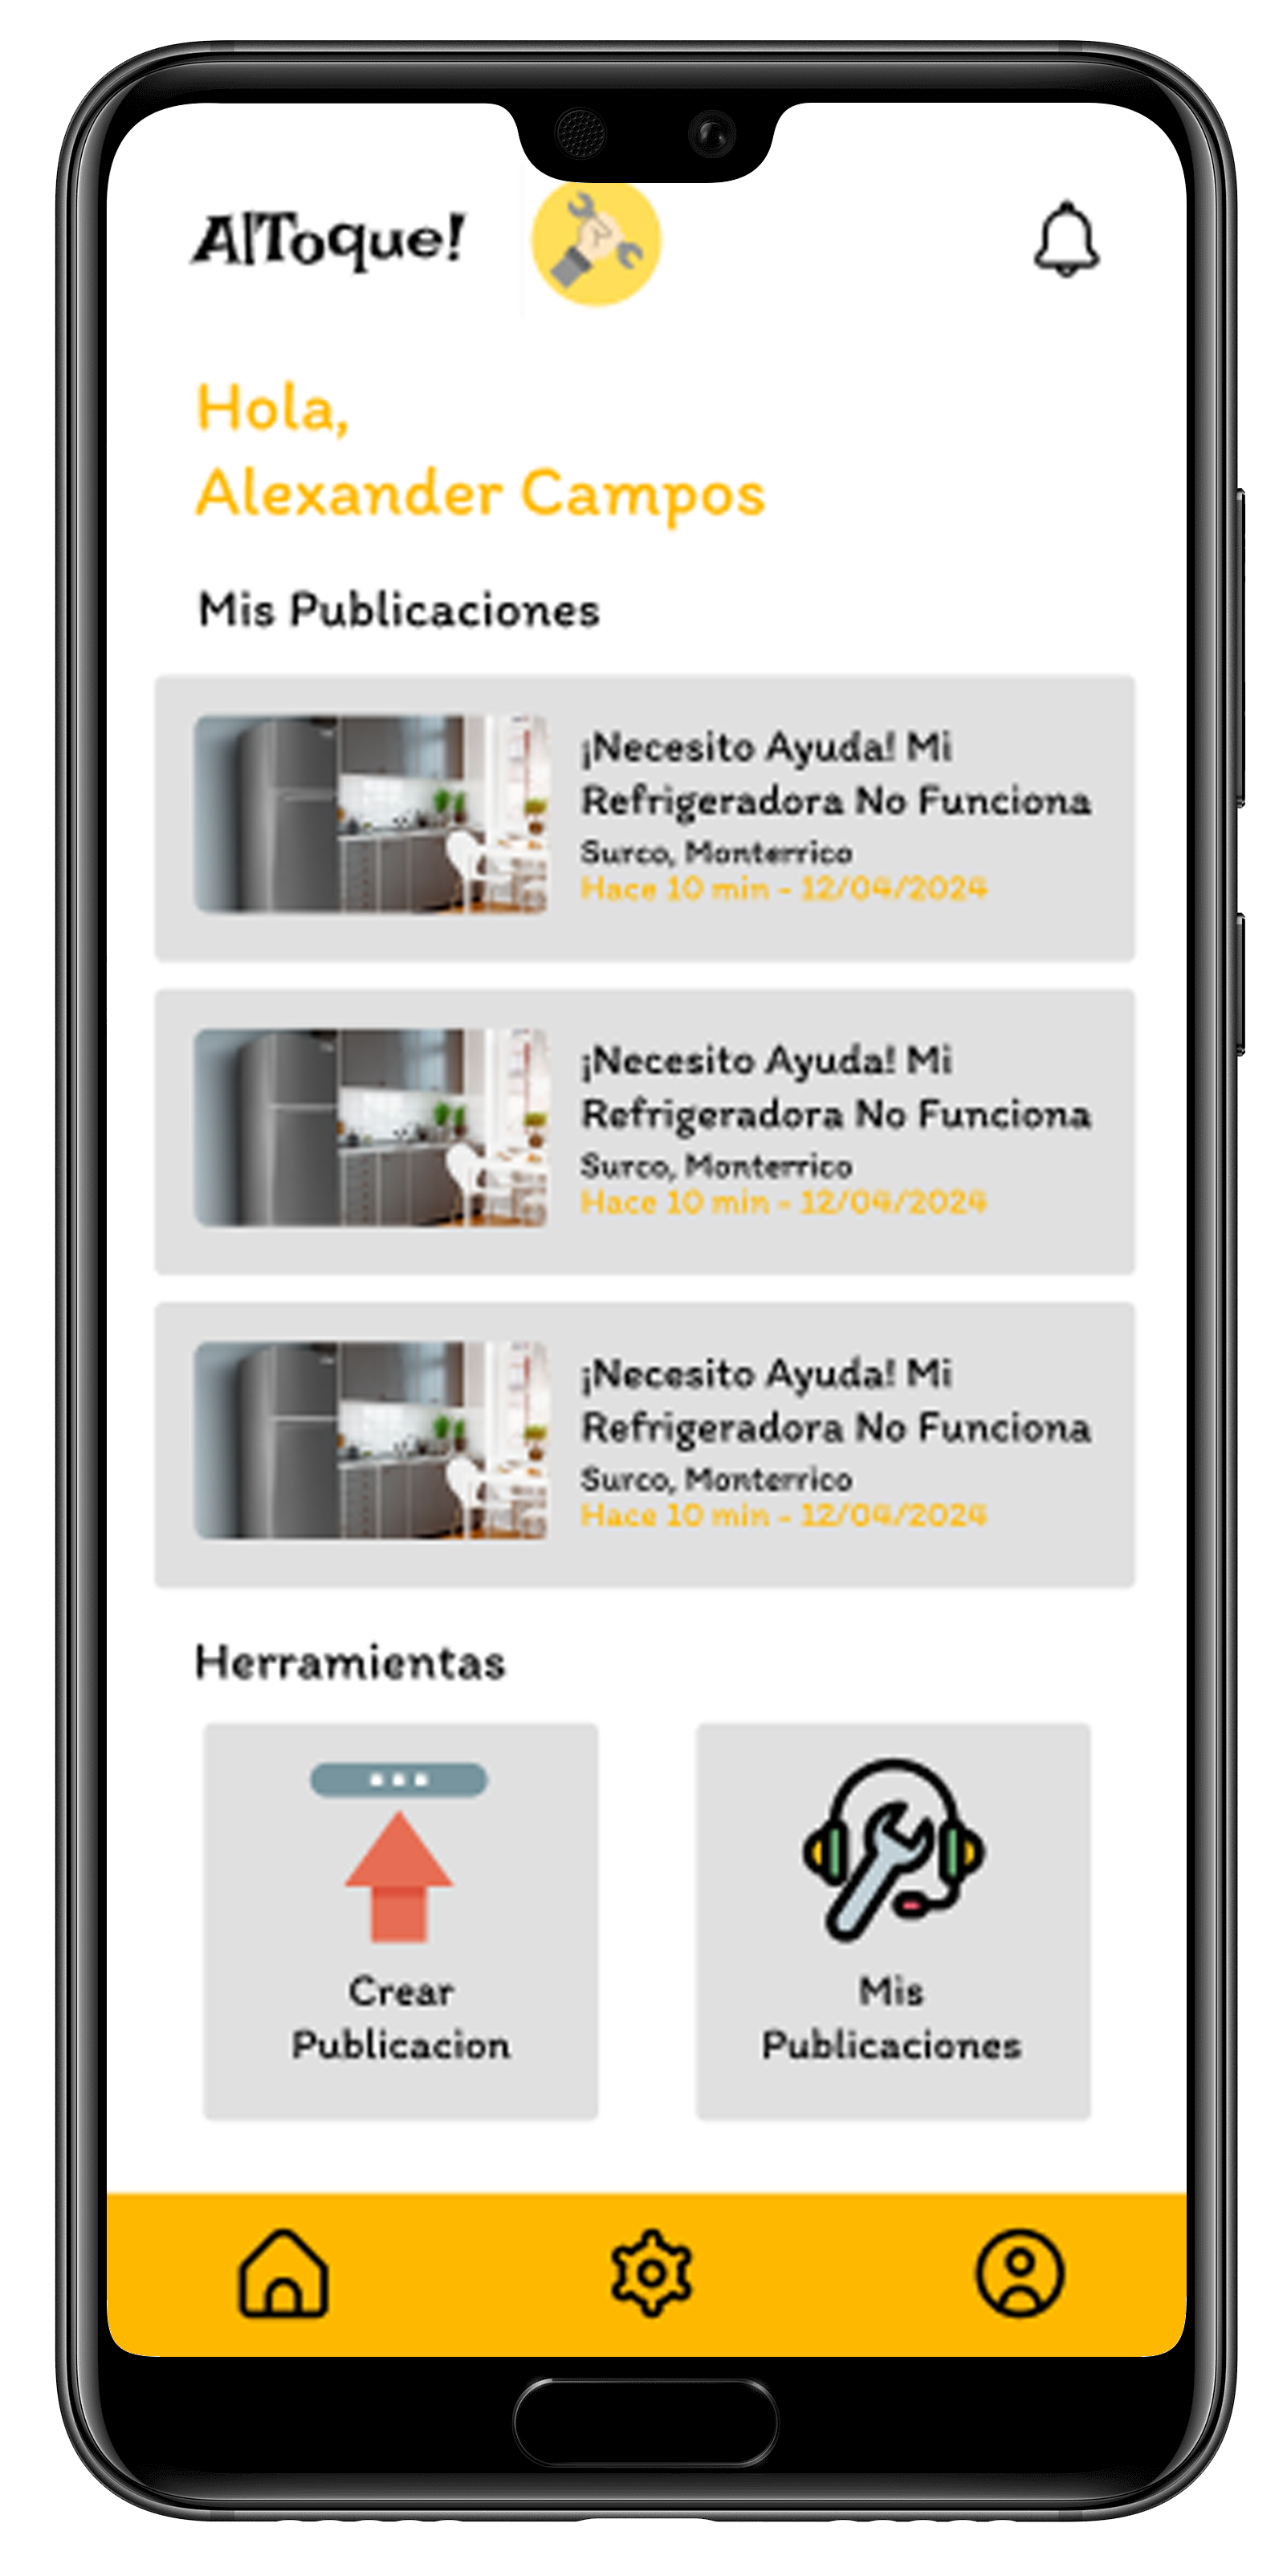 AlToque!
Hola,
Alexander Campos
Mis Publicaciones
¡Necesito Ayuda! Mi
Refrigeradora No Funciona
Surco, Monterrico
Hace 10 min - 12/04/2024
¡Necesito Ayuda! Mi
Refrigeradora No Funciona
Surco, Monterrico
Hace 10 min - 12/04/2024
¡Necesito Ayuda! Mi
Refrigeradora No Funciona
Surco, Monterrico
Hace 10 min - 12/04/2024
Herramientas
Crear
Publicacion
Mis
Publicaciones